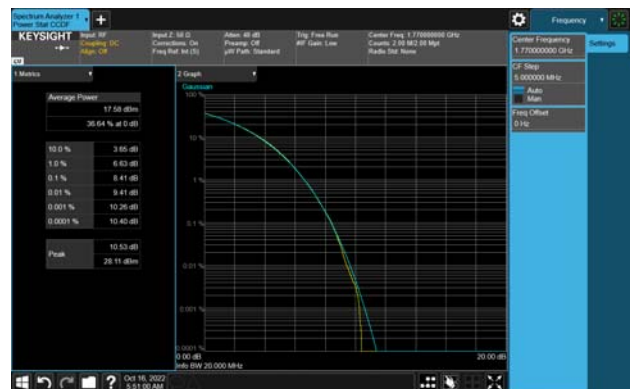 Spectrum Analyzer 1
Power Stat CCDF
+
Frequency
KEYSIGHT
Input: RF
Coupling: DC
Align: Off
Input Z: 50 Ω
Corrections: On
Freq Ref: Int (S)
Atten: 40 dB
Preamp: Off
µW Path: Standard
Trig: Free Run
#IF Gain: Low
Center Freq: 1.770000000 GHz
Counts: 2.00 M/2.00 Mpt
Radio Std: None
Center Frequency
1.770000000 GHz
Settings
CF Step
5.000000 MHz
Auto
Man
Freq Offset
0 Hz
1 Metrics
2 Graph
Average Power
17.58 dBm
36.64 % at 0 dB
10.0 % 3.65 dB
1.0 % 6.63 dB
0.1 % 8.41 dB
0.01 % 9.41 dB
0.001 % 10.26 dB
0.0001 % 10.40 dB
Peak
10.53 dB
28.11 dBm
Gaussian
100 %
10 %
1 %
0.1 %
0.01 %
0.001 %
0.0001 %
0.00 dB
20.00 dB
Info BW 20.000 MHz
?
Oct 16, 2022
5:51:00 AM